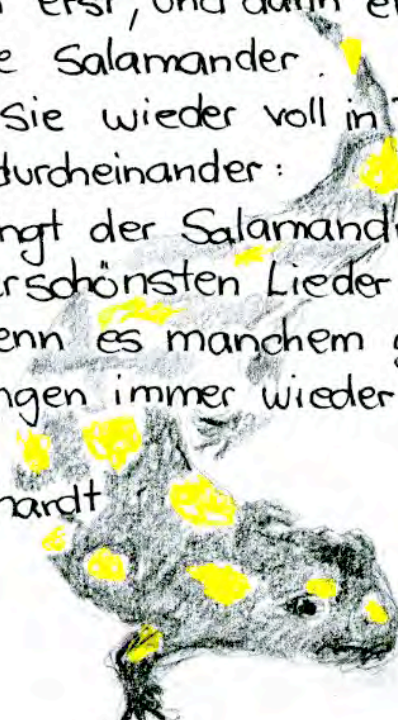 erst, und dann e
Salamander.
sie wieder voll in
durcheinander:
ngt der Salamand
rschönsten Lieder
enn es manchem g
ngen immer wieder
hardt